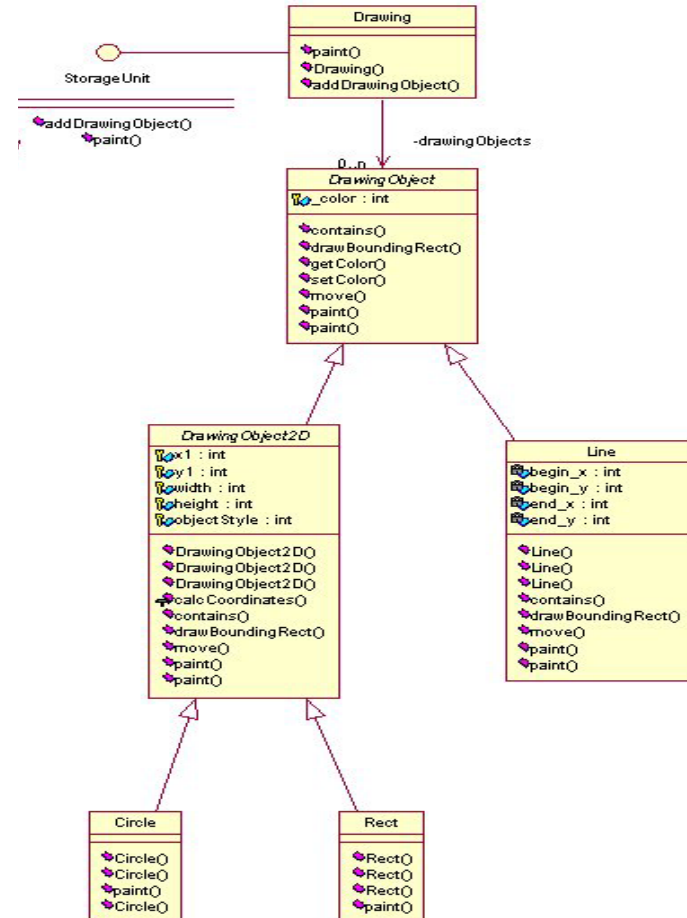 Drawing
paint()
Drawing()
addDrawingObject()
StorageUnit
addDrawingObject()
paint()
-drawingObjects
0..n
DrawingObject
_color : int
contains()
drawBoundingRect()
getColor()
setColor()
move()
paint()
paint()
DrawingObject2D
x1 : int
y1 : int
width : int
height : int
objectStyle : int
DrawingObject2D()
DrawingObject2D()
DrawingObject2D()
calcCoordinates()
contains()
drawBoundingRect()
move()
paint()
paint()
Line
begin_x : int
begin_y : int
end_x : int
end_y : int
Line()
Line()
Line()
contains()
drawBoundingRect()
move()
paint()
paint()
Circle
Circle()
Circle()
paint()
Circle()
Rect
Rect()
Rect()
Rect()
paint()